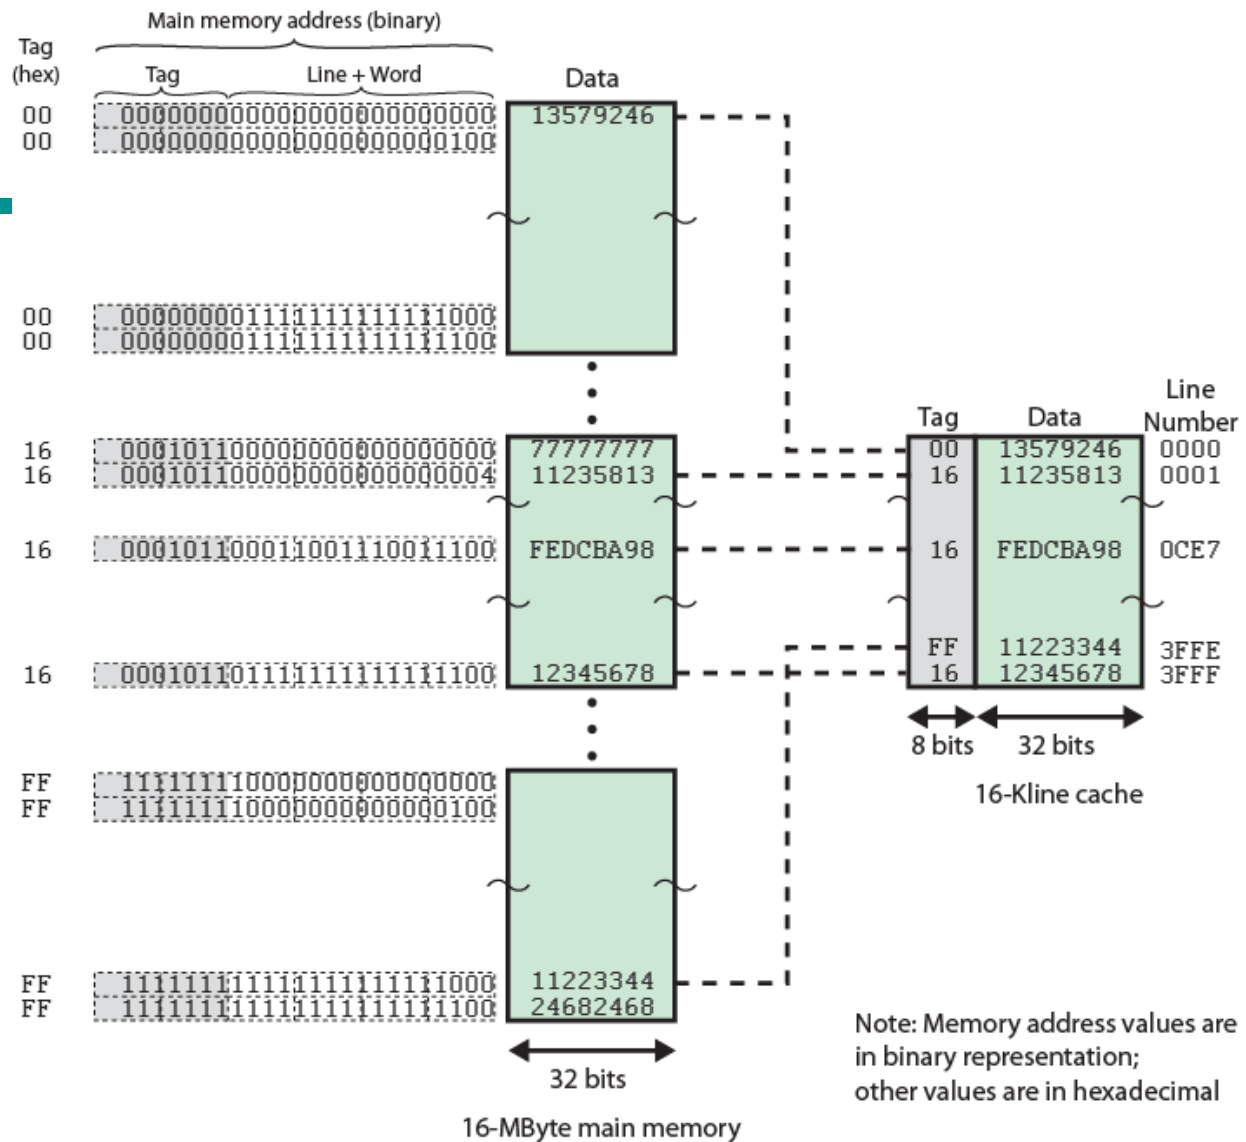 Main memory address (binary)
Tag
(hex)
Tag
Line + Word
Data
00 000000000000000000000000 13579246
00 000000000000000000000100
00 000000001111111111111000
00 000000001111111111111100
Line
Tag Data Number
16 000101100000000000000000 77777777 00 13579246 0000
16 000101100000000000000004 11235813 16 11235813 0001
16 000101100011001110011100 FEDCBA98 16 FEDCBA98 0CE7
FF 11223344 3FFE
16 000101101111111111111100 12345678 16 12345678 3FFF
8 bits 32 bits
16-Kline cache
FF 111111110000000000000000
FF 111111110000000000000100
FF 111111111111111111111000 11223344
FF 111111111111111111111100 24682468
32 bits
16-MByte main memory
Note: Memory address values are
in binary representation;
other values are in hexadecimal